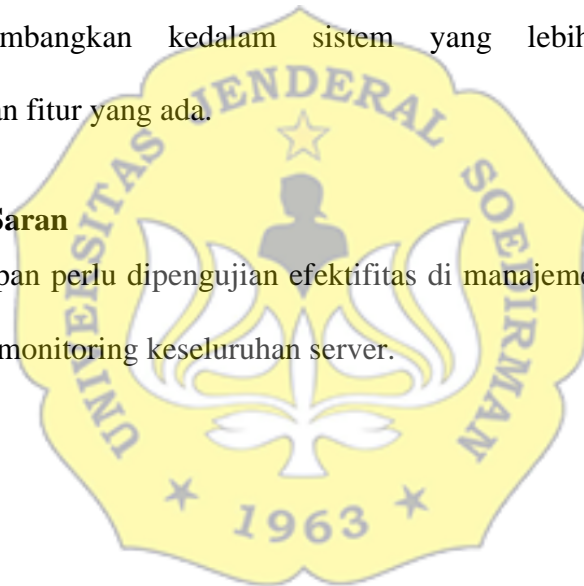 mbangkan kedalam sistem yang lebih
an fitur yang ada.
Saran
pan perlu dipengujian efektifitas di manajeme
monitoring keseluruhan server.
UNIVERSITAS JENDERAL SOEDIRMAN
1963